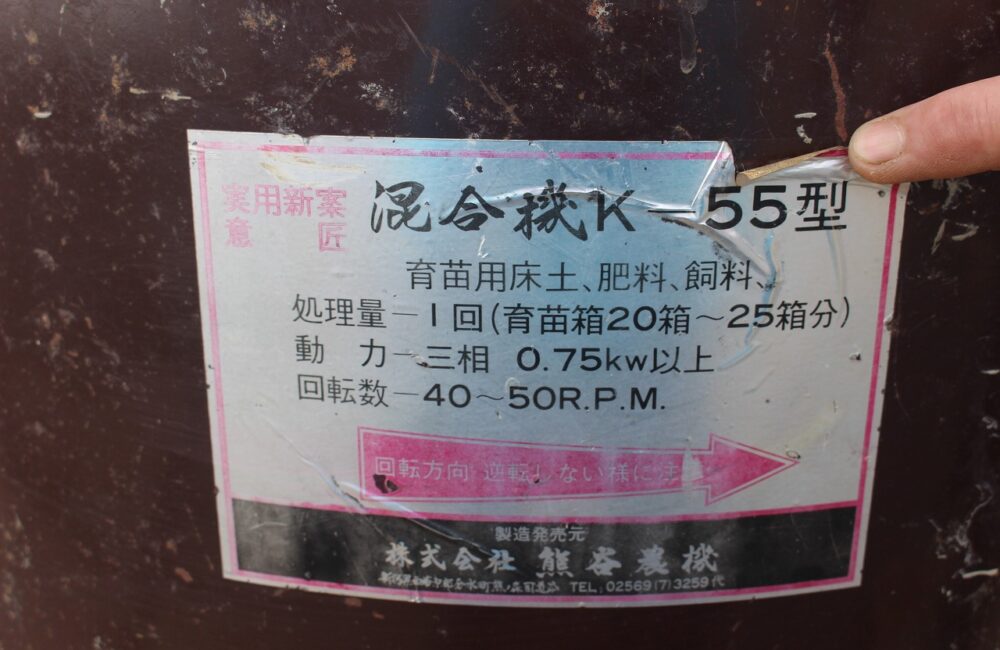 実用新案
意匠
混合機K-55型
育苗用床土、肥料、飼料、
処理量－1回(育苗箱20箱～25箱分)
動 力－三相 0.75kw以上
回転数－40～50R.P.M.
回転方向 逆転しない様に注
製造発売元
株式会社 熊谷農機
TEL; 02569(7)3259代